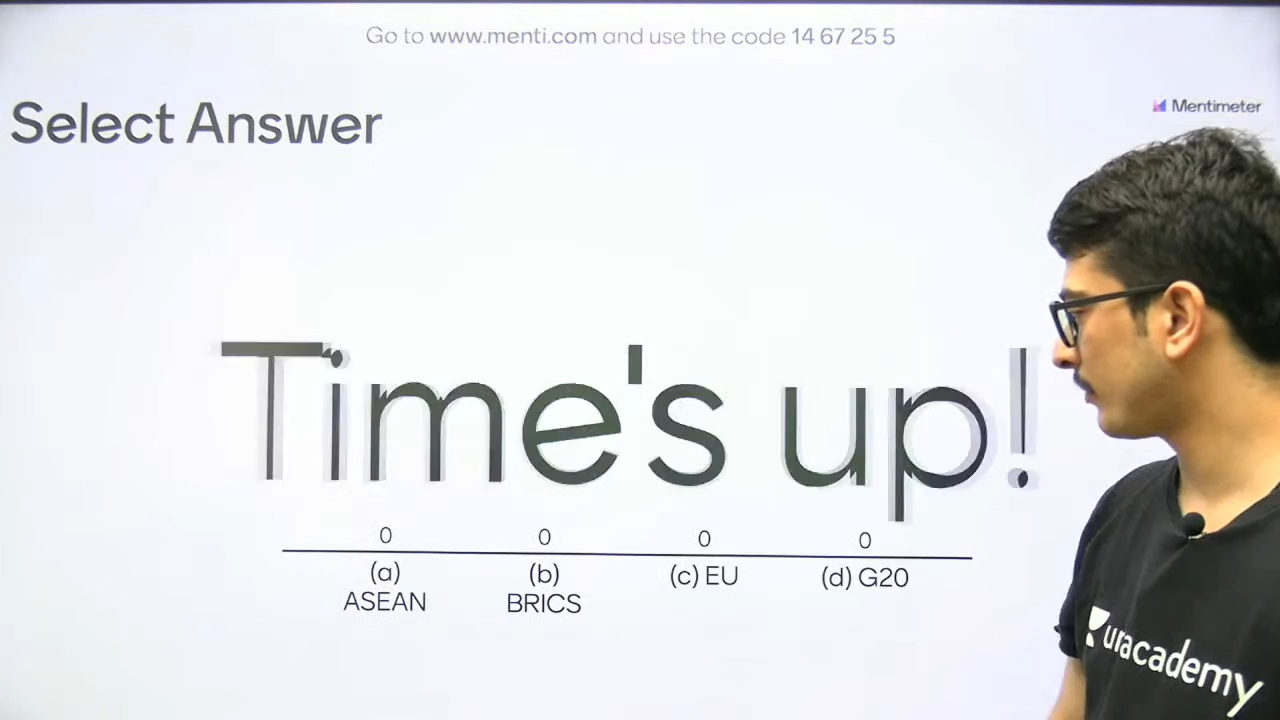 Go to www.menti.com and use the code 14 67 25 5
Select Answer
Mentimeter
Time's up!
0 0 0 0
(a) (b) (c) EU (d) G20
ASEAN BRICS
uracademy